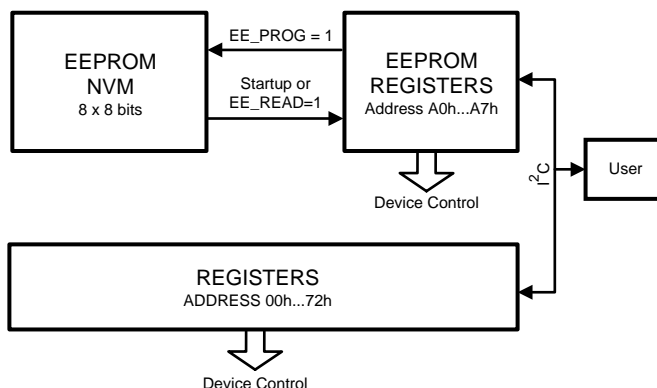 EEPROM
NVM
8 x 8 bits
EE_PROG = 1
Startup or
EE_READ=1
EEPROM
REGISTERS
Address A0h...A7h
Device Control
I²C
User
REGISTERS
ADDRESS 00h...72h
Device Control